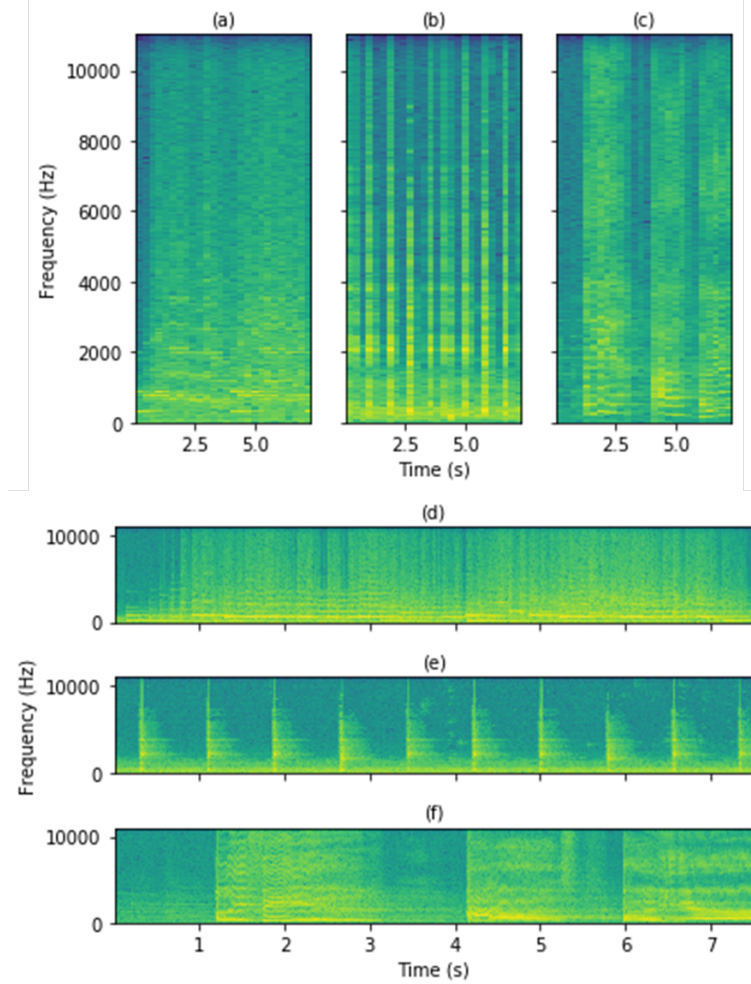 (a) (b) (c)
10000
8000
6000
4000
2000
0
Frequency (Hz)
2.5 5.0 2.5 5.0 2.5 5.0
Time (s)
(d)
10000
0
(e)
10000
0
Frequency (Hz)
(f)
10000
0
1 2 3 4 5 6 7
Time (s)